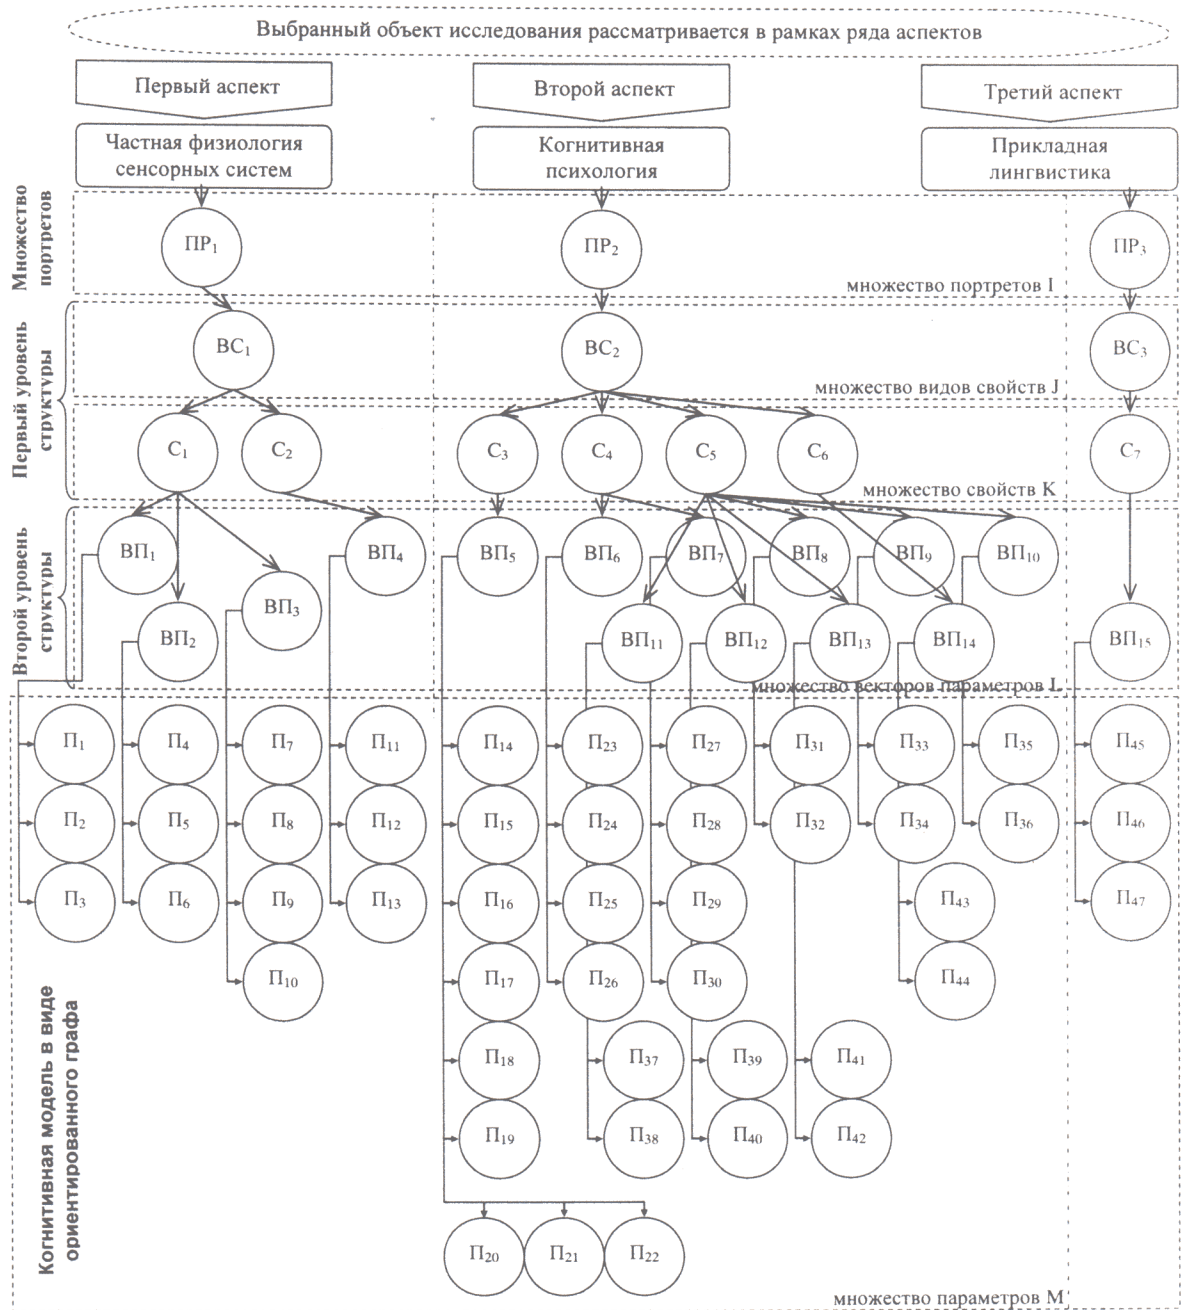 Выбранный объект исследования рассматривается в рамках ряда аспектов
Первый аспект
Второй аспект
Третий аспект
Частная физиология
сенсорных систем
Когнитивная
психология
Прикладная
лингвистика
Множество
портретов
ПР1
ПР2
ПР3
множество портретов I
Первый уровень
структуры
ВС1
ВС2
ВС3
множество видов свойств J
С1
С2
С3
С4
С5
С6
С7
множество свойств K
Второй уровень
структуры
ВП1
ВП4
ВП5
ВП6
ВП7
ВП8
ВП9
ВП10
ВП2
ВП3
ВП11
ВП12
ВП13
ВП14
ВП15
множество векторов параметров L
П1
П4
П7
П11
П14
П23
П27
П31
П33
П35
П45
П2
П5
П8
П12
П15
П24
П28
П32
П34
П36
П46
П3
П6
П9
П13
П16
П25
П29
П43
П47
П10
П17
П26
П30
П44
П18
П37
П39
П41
П19
П38
П40
П42
П20
П21
П22
Когнитивная модель в виде
ориентированного графа
множество параметров M